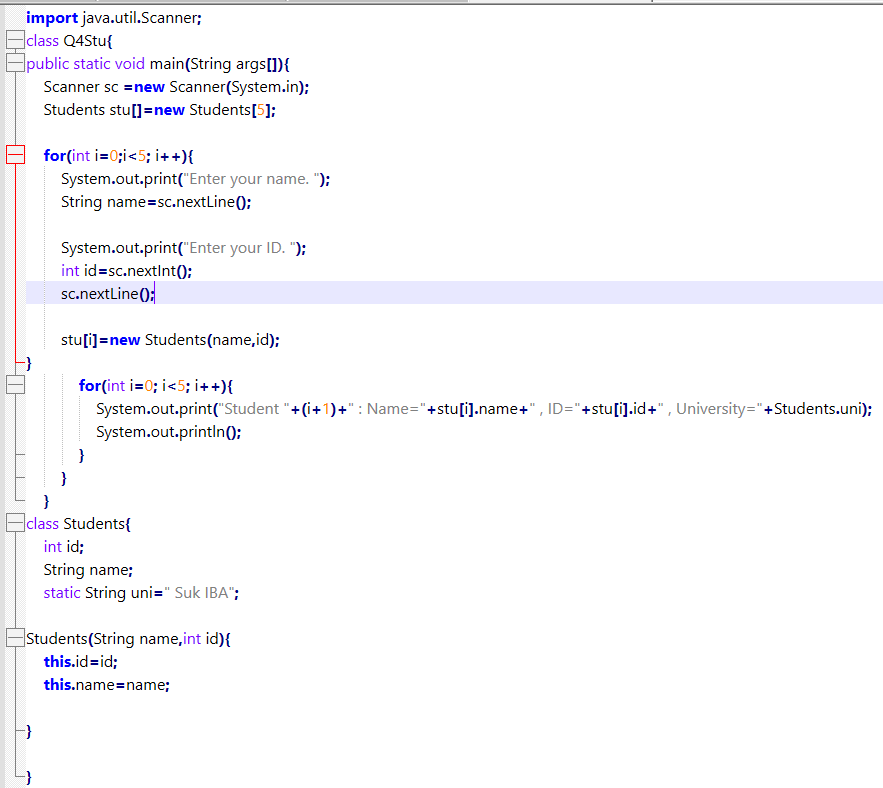 import java.util.Scanner;
class Q4Stu{
public static void main(String args[]){
Scanner sc =new Scanner(System.in);
Students stu[]=new Students[5];
for(int i=0;i<5; i++){
System.out.print("Enter your name. ");
String name=sc.nextLine();
System.out.print("Enter your ID. ");
int id=sc.nextInt();
sc.nextLine();
stu[i]=new Students(name,id);
}
for(int i=0; i<5; i++){
System.out.print("Student "+(i+1)+" : Name="+stu[i].name+" , ID="+stu[i].id+" , University="+Students.uni);
System.out.println();
}
}
}
class Students{
int id;
String name;
static String uni=" Suk IBA";
Students(String name,int id){
this.id=id;
this.name=name;
}
}